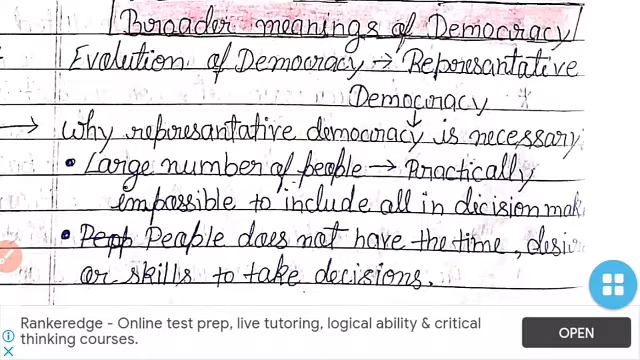 Broader meanings of Democracy
Evolution of Democracy → Represantative
Democracy
→ Why represantative democracy is necessary
• Large number of people → Practically
impossible to include all in decision mak
• Pepp People does not have the time, desi
or skills to take decisions.
Rankeredge - Online test prep, live tutoring, logical ability & critical
thinking courses.
OPEN